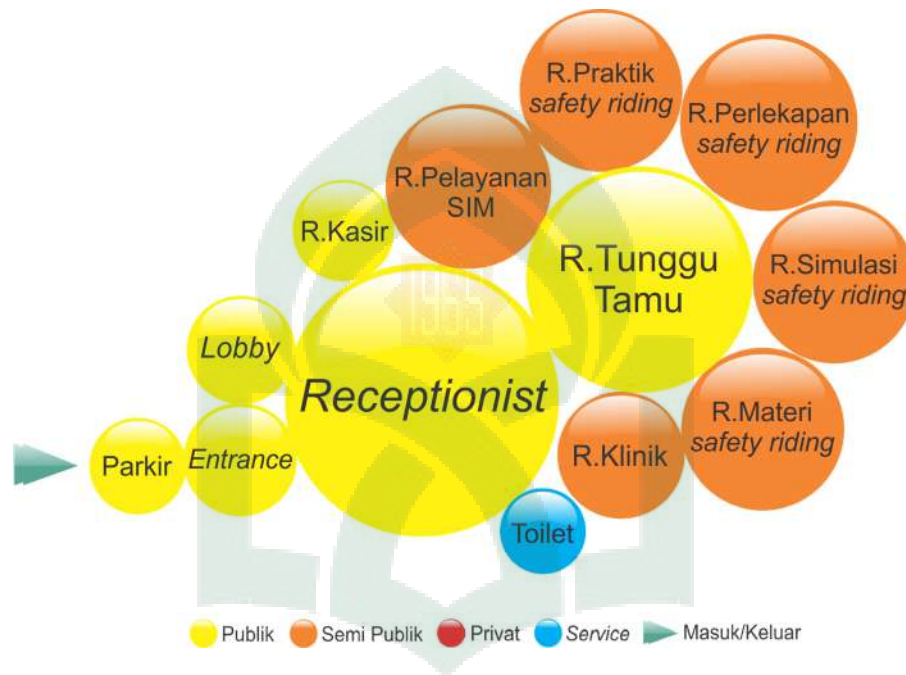 R.Praktik
safety riding
R.Perlekapan
safety riding
R.Pelayanan
SIM
R.Kasir
R.Tunggu
Tamu
R.Simulasi
safety riding
Lobby
Receptionist
R.Materi
safety riding
Parkir
Entrance
R.Klinik
Toilet
1965
Publik
Semi Publik
Privat
Service
Masuk/Keluar